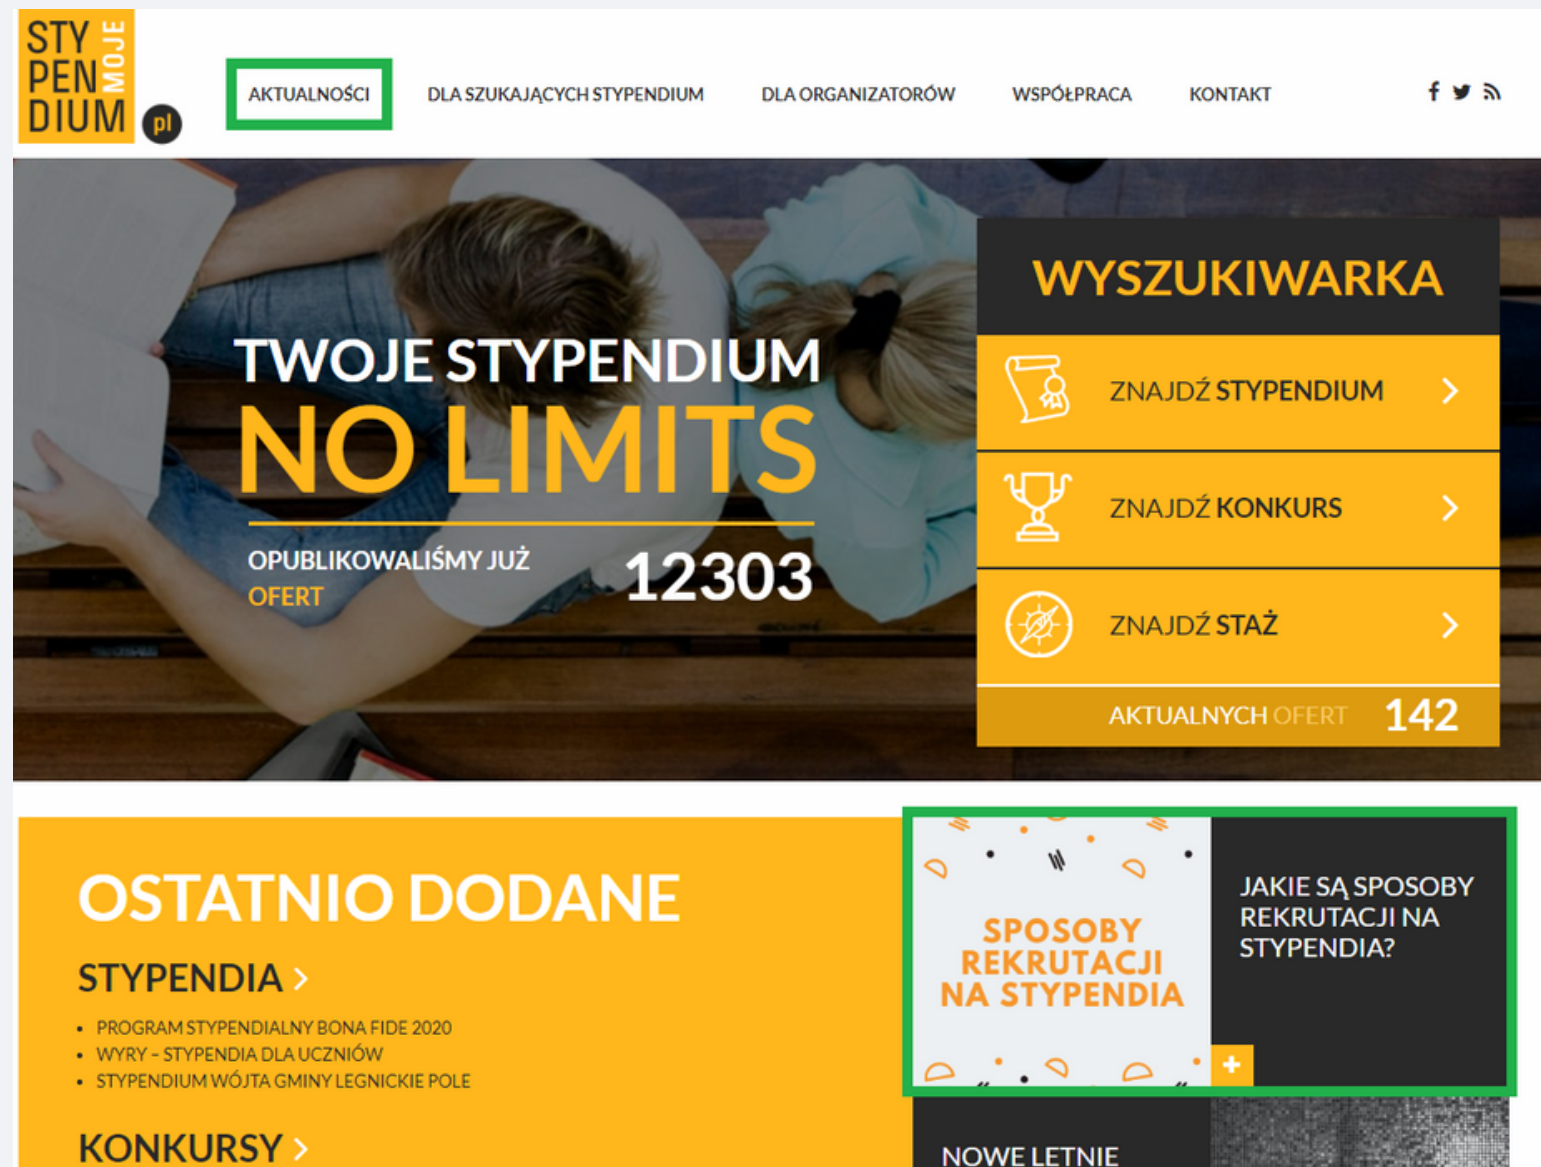 STY
PEN
DIUM
MOJE
pl
AKTUALNOŚCI
DLA SZUKAJĄCYCH STYPENDIUM
DLA ORGANIZATORÓW
WSPÓŁPRACA
KONTAKT
TWOJE STYPENDIUM
NO LIMITS
OPUBLIKOWALIŚMY JUŻ
OFERT
12303
WYSZUKIWARKA
ZNAJDŹ STYPENDIUM
ZNAJDŹ KONKURS
ZNAJDŹ STAŻ
AKTUALNYCH OFERT 142
OSTATNIO DODANE
STYPENDIA
• PROGRAM STYPENDIALNY BONA FIDE 2020
• WYRY – STYPENDIA DLA UCZNIÓW
• STYPENDIUM WÓJTA GMINY LEGNICKIE POLE
KONKURSY
SPOSOBY
REKRUTACJI
NA STYPENDIA
JAKIE SĄ SPOSOBY
REKRUTACJI NA
STYPENDIA?
NOWE LETNIE